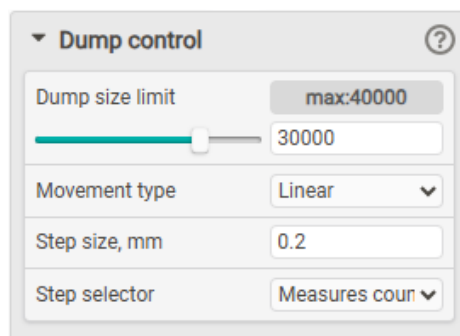 Dump control ?
Dump size limit max:40000
30000
Movement type Linear
Step size, mm 0.2
Step selector Measures coun